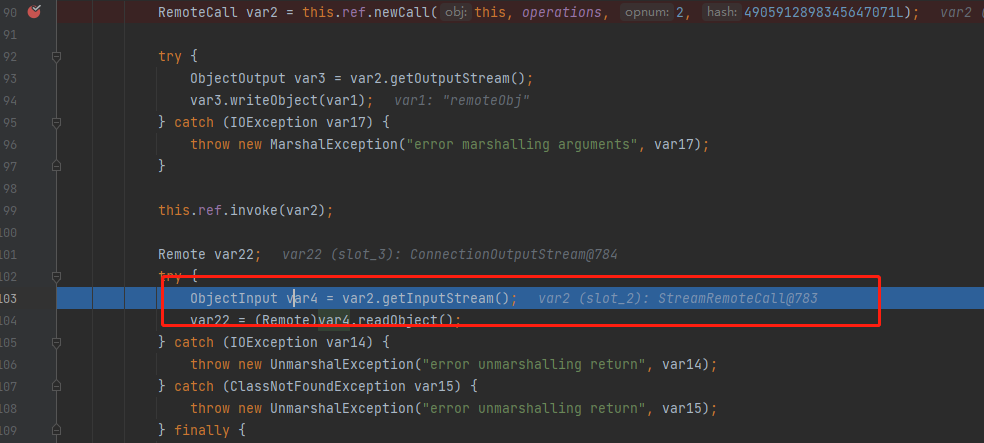 90 RemoteCall var2 = this.ref.newCall( obj: this, operations, opnum: 2, hash: 4905912898345647071L); var2 (
91
92 try {
93 ObjectOutput var3 = var2.getOutputStream();
94 var3.writeObject(var1); var1: "remoteObj"
95 } catch (IOException var17) {
96 throw new MarshalException("error marshalling arguments", var17);
97 }
98
99 this.ref.invoke(var2);
100
101 Remote var22; var22 (slot_3): ConnectionOutputStream@784
102 try {
103 ObjectInput var4 = var2.getInputStream(); var2 (slot_2): StreamRemoteCall@783
104 var22 = (Remote)var4.readObject();
105 } catch (IOException var14) {
106 throw new UnmarshalException("error unmarshalling return", var14);
107 } catch (ClassNotFoundException var15) {
108 throw new UnmarshalException("error unmarshalling return", var15);
109 } finally {